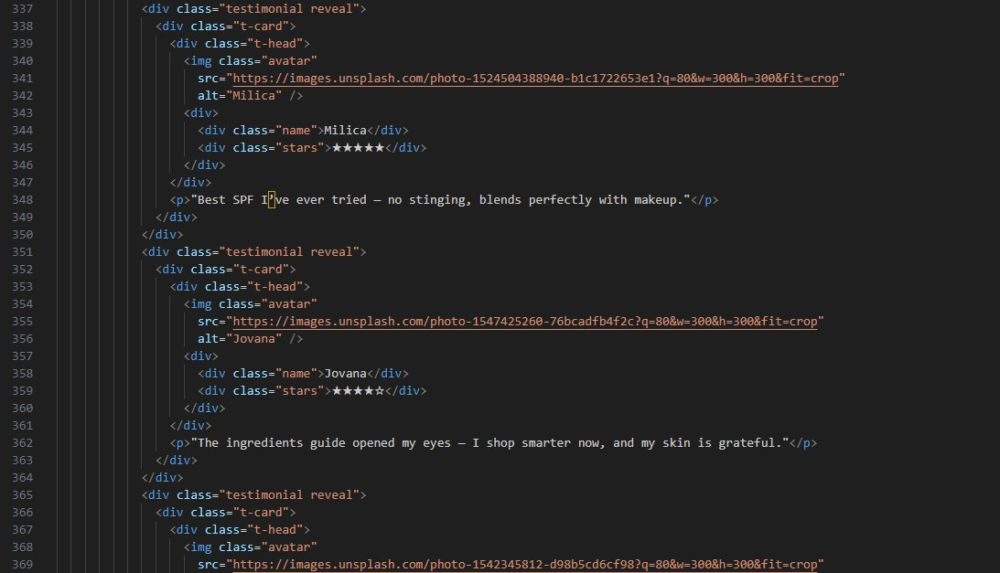 337 <div class="testimonial reveal">
338 <div class="t-card">
339 <div class="t-head">
340 <img class="avatar"
341 src="https://images.unsplash.com/photo-1524504388940-b1c1722653e1?q=80&w=300&h=300&fit=crop"
342 alt="Milica" />
343 <div>
344 <div class="name">Milica</div>
345 <div class="stars">★★★★★</div>
346 </div>
347 </div>
348 <p>"Best SPF I’ve ever tried — no stinging, blends perfectly with makeup."</p>
349 </div>
350 </div>
351 <div class="testimonial reveal">
352 <div class="t-card">
353 <div class="t-head">
354 <img class="avatar"
355 src="https://images.unsplash.com/photo-1547425260-76bcadfb4f2c?q=80&w=300&h=300&fit=crop"
356 alt="Jovana" />
357 <div>
358 <div class="name">Jovana</div>
359 <div class="stars">★★★★☆</div>
360 </div>
361 </div>
362 <p>"The ingredients guide opened my eyes — I shop smarter now, and my skin is grateful."</p>
363 </div>
364 </div>
365 <div class="testimonial reveal">
366 <div class="t-card">
367 <div class="t-head">
368 <img class="avatar"
369 src="https://images.unsplash.com/photo-1542345812-d98b5cd6cf98?q=80&w=300&h=300&fit=crop"